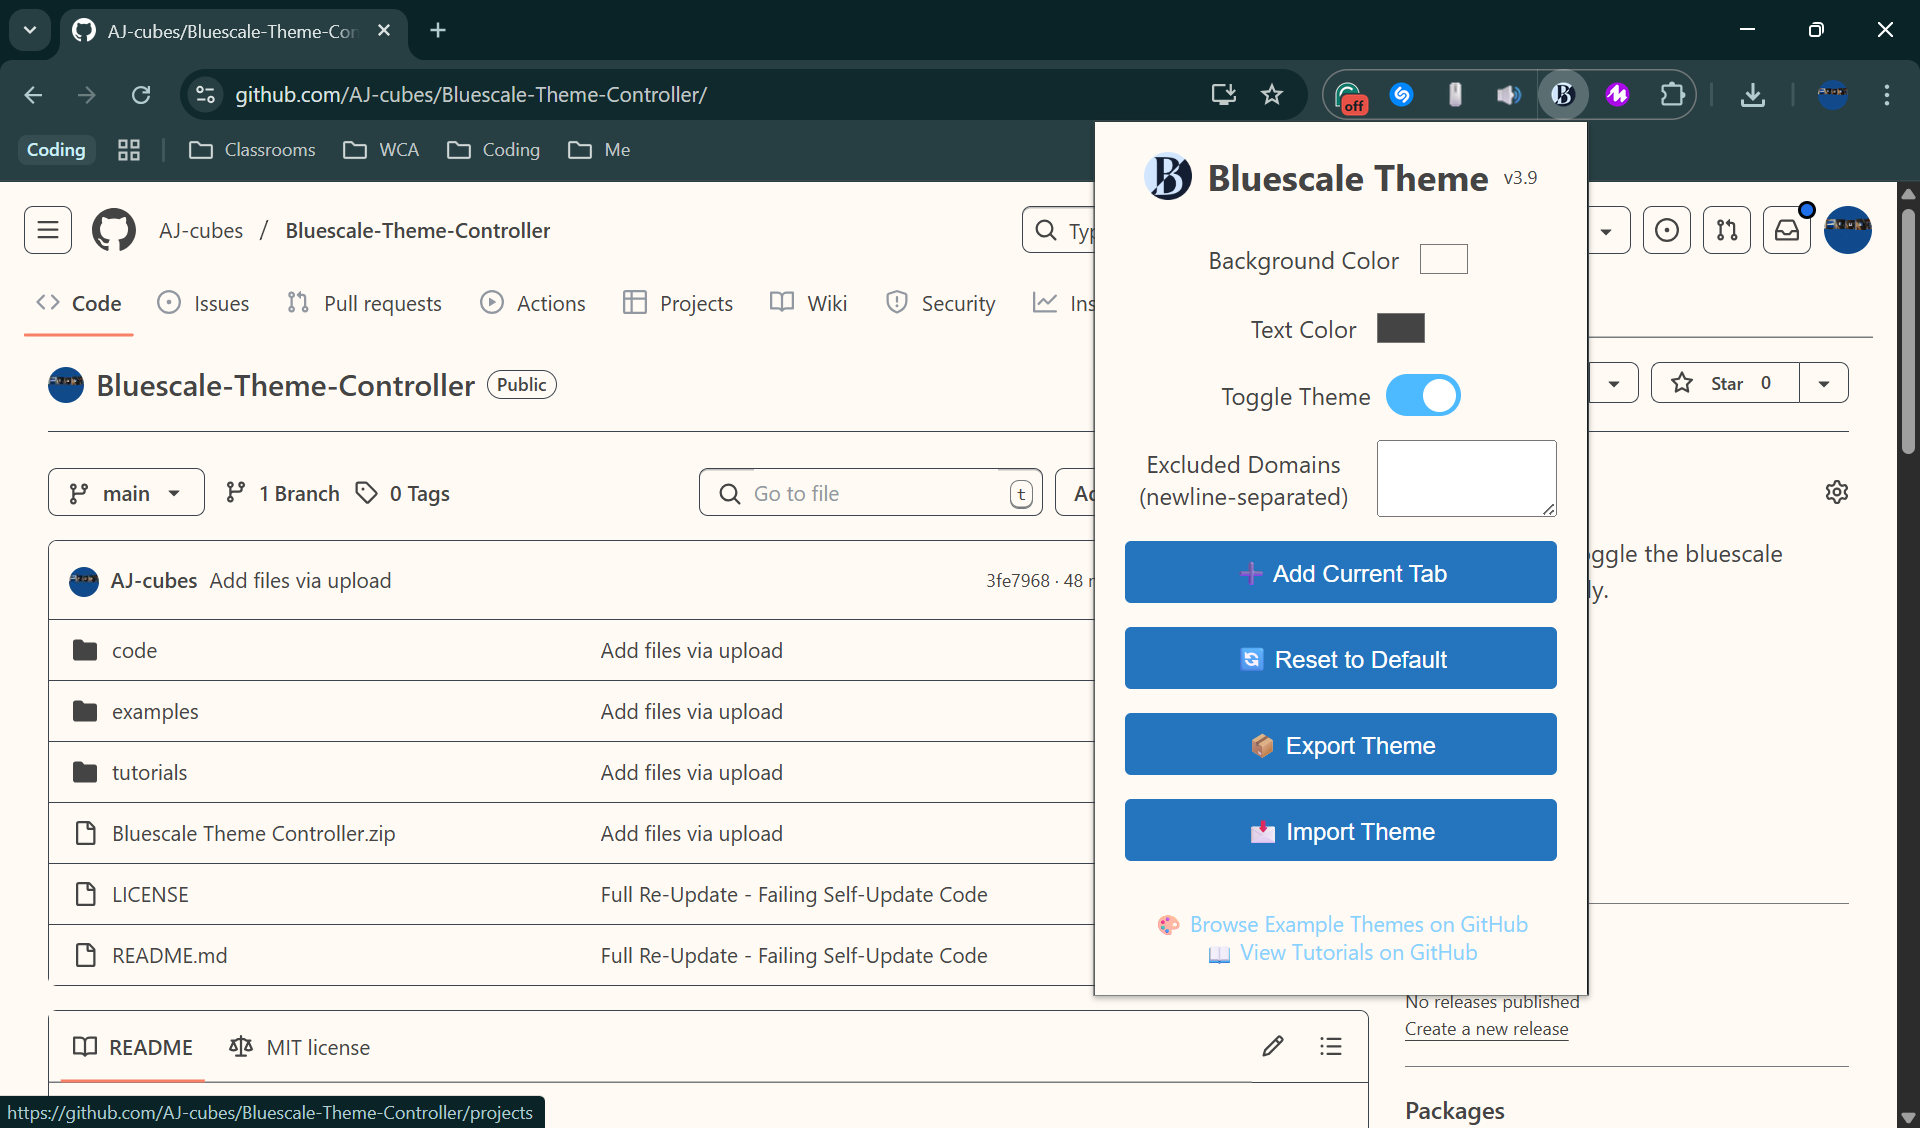 AJ-cubes/Bluescale-Theme-Con
github.com/AJ-cubes/Bluescale-Theme-Controller/
off
Coding
Classrooms
WCA
Coding
Me
AJ-cubes / Bluescale-Theme-Controller
Typ
Code
Issues
Pull requests
Actions
Projects
Wiki
Security
Ins
Bluescale-Theme-Controller
Public
Star 0
main
1 Branch
0 Tags
Go to file
t
Ad
AJ-cubes Add files via upload
3fe7968 · 48
code Add files via upload
examples Add files via upload
tutorials Add files via upload
Bluescale Theme Controller.zip Add files via upload
LICENSE Full Re-Update - Failing Self-Update Code
README.md Full Re-Update - Failing Self-Update Code
README
MIT license
B Bluescale Theme v3.9
Background Color
Text Color
Toggle Theme
Excluded Domains
(newline-separated)
Add Current Tab
Reset to Default
Export Theme
Import Theme
Browse Example Themes on GitHub
View Tutorials on GitHub
oggle the bluescale
ly.
No releases published
Create a new release
Packages
https://github.com/AJ-cubes/Bluescale-Theme-Controller/projects